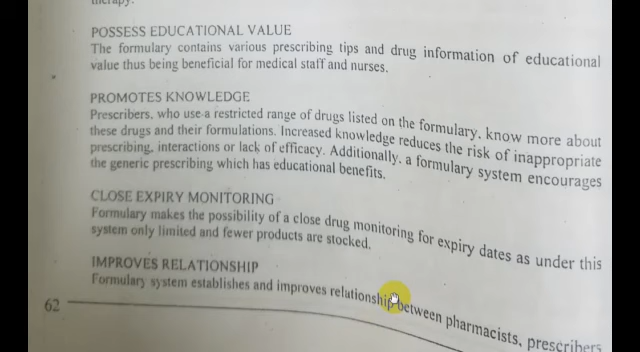 therapy.
POSSESS EDUCATIONAL VALUE
The formulary contains various prescribing tips and drug information of educational
value thus being beneficial for medical staff and nurses.
PROMOTES KNOWLEDGE
Prescribers, who use a restricted range of drugs listed on the formulary, know more about
these drugs and their formulations. Increased knowledge reduces the risk of inappropriate
prescribing, interactions or lack of efficacy. Additionally, a formulary system encourages
the generic prescribing which has educational benefits.
CLOSE EXPIRY MONITORING
Formulary makes the possibility of a close drug monitoring for expiry dates as under this
system only limited and fewer products are stocked.
IMPROVES RELATIONSHIP
Formulary system establishes and improves relationship between pharmacists, prescribers
62